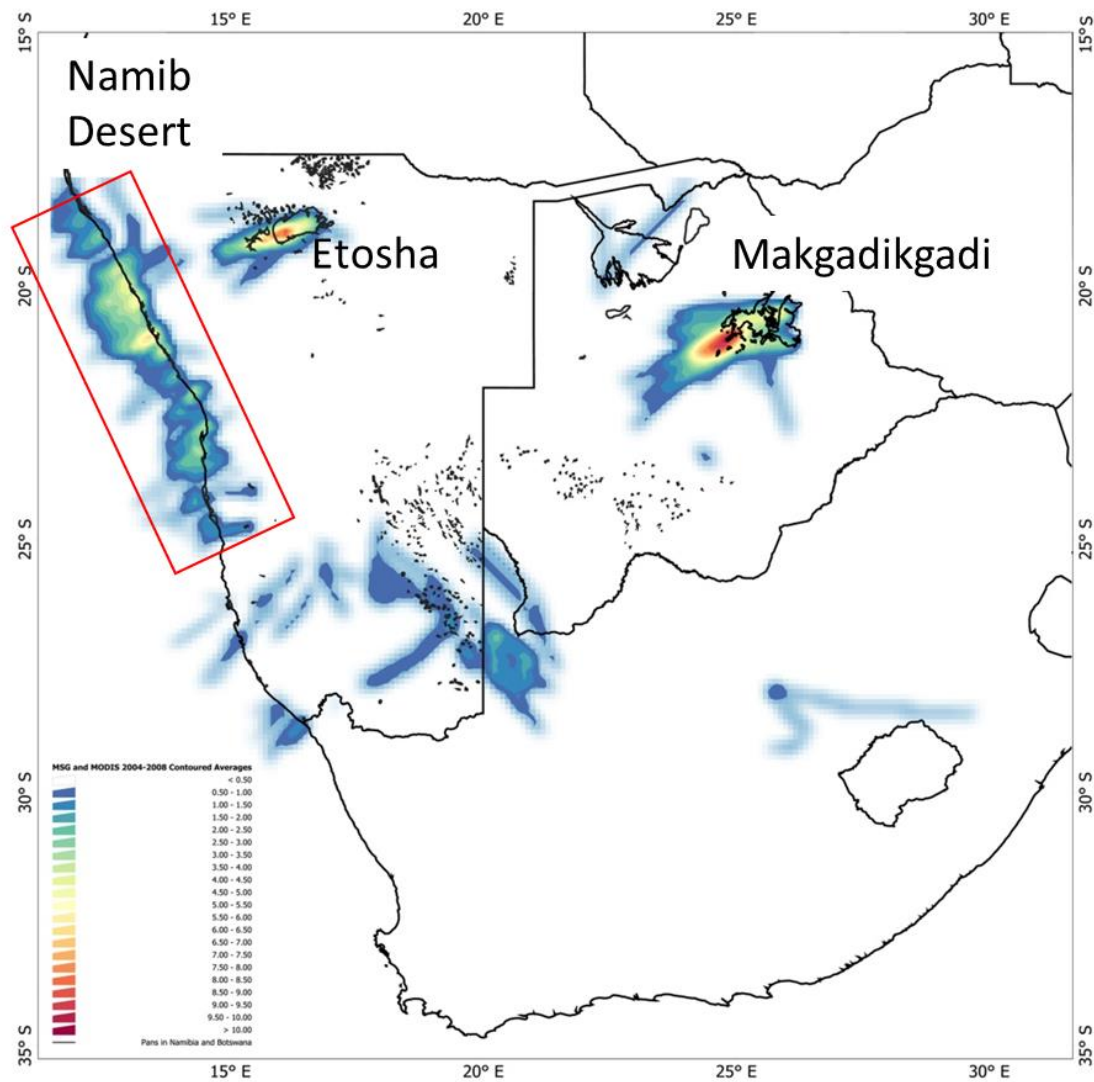 15° E 20° E 25° E 30° E
15° S 15° S
Namib
Desert
Etosha Makgadikgadi
20° S 20° S
25° S 25° S
30° S 30° S
MSG and MODIS 2004-2008 Contoured Averages
< 0.50
0.50 - 1.00
1.00 - 1.50
1.50 - 2.00
2.00 - 2.50
2.50 - 3.00
3.00 - 3.50
3.50 - 4.00
4.00 - 4.50
4.50 - 5.00
5.00 - 5.50
5.50 - 6.00
6.00 - 6.50
6.50 - 7.00
7.00 - 7.50
7.50 - 8.00
8.00 - 8.50
8.50 - 9.00
9.00 - 9.50
9.50 - 10.00
> 10.00
Pans in Namibia and Botswana
35° S 35° S
15° E 20° E 25° E 30° E